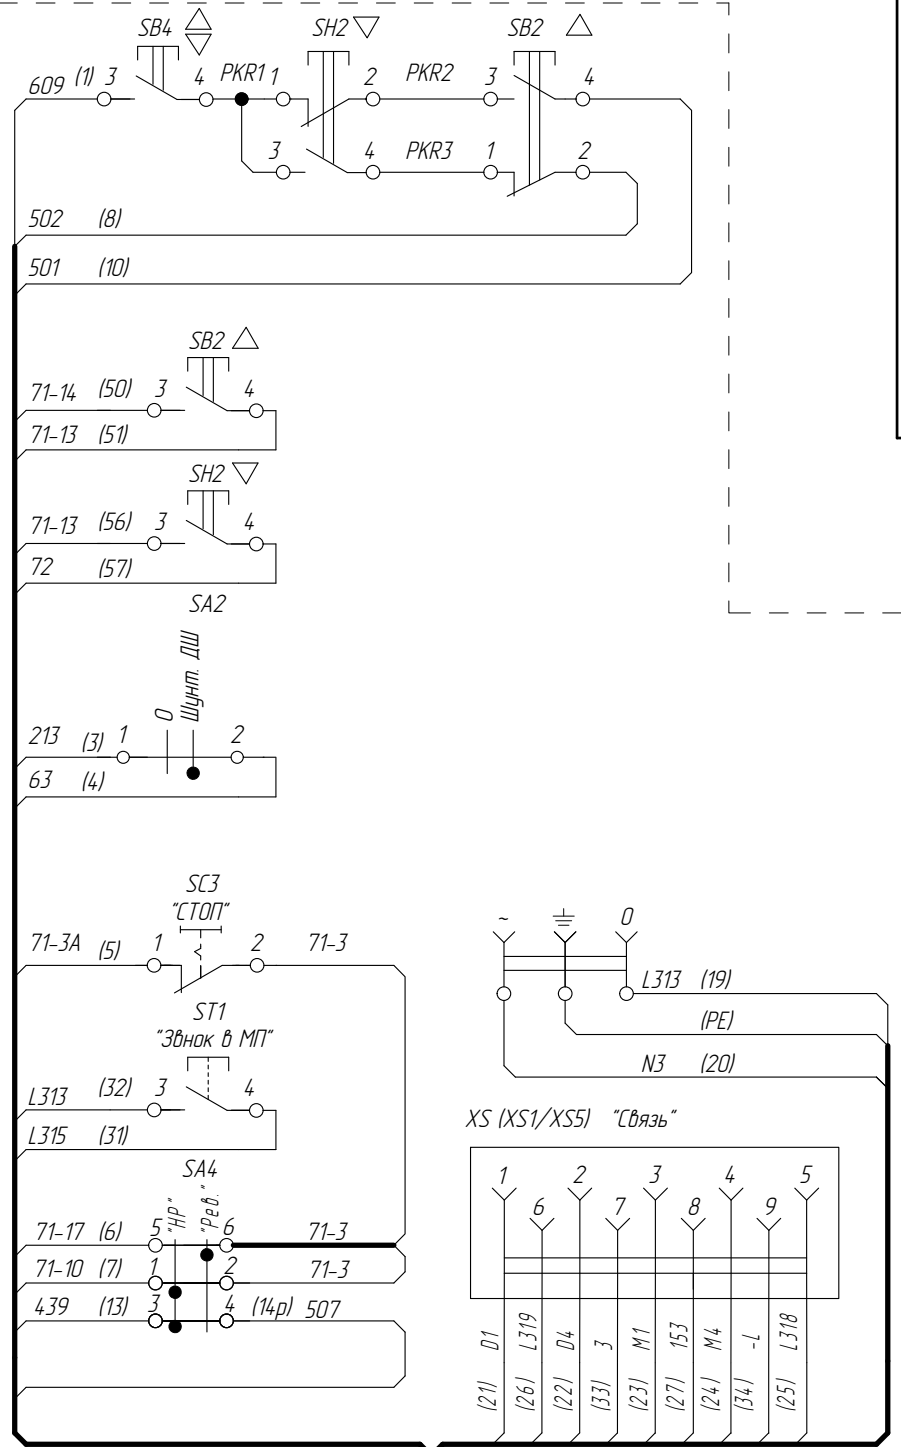 SB4 SH2 SB2
609 (1) 3 4 PKR1 1 2 PKR2 3 4
3 4 PKR3 1 2
502 (8)
501 (10)
SB2
71-14 (50) 3 4
71-13 (51)
SH2
71-13 (56) 3 4
72 (57)
SA2
0
Шунт. ДШ
213 (3) 1 2
63 (4)
SC3
"СТОП"
71-3А (5) 1 2 71-3
ST1
"Звнок в МП"
L313 (32) 3 4
L315 (31)
SA4
"НР"
"Рев."
71-17 (6) 5 6 71-3
71-10 (7) 1 2 71-3
439 (13) 3 4 (14р) 507
~ 0
L313 (19)
(PE)
N3 (20)
XS (XS1/XS5) "Связь"
1 2 3 4 5
6 7 8 9
(21) D1
(26) L319
(22) D4
(33) 3
(23) M1
(27) 153
(24) M4
(34) -L
(25) L318